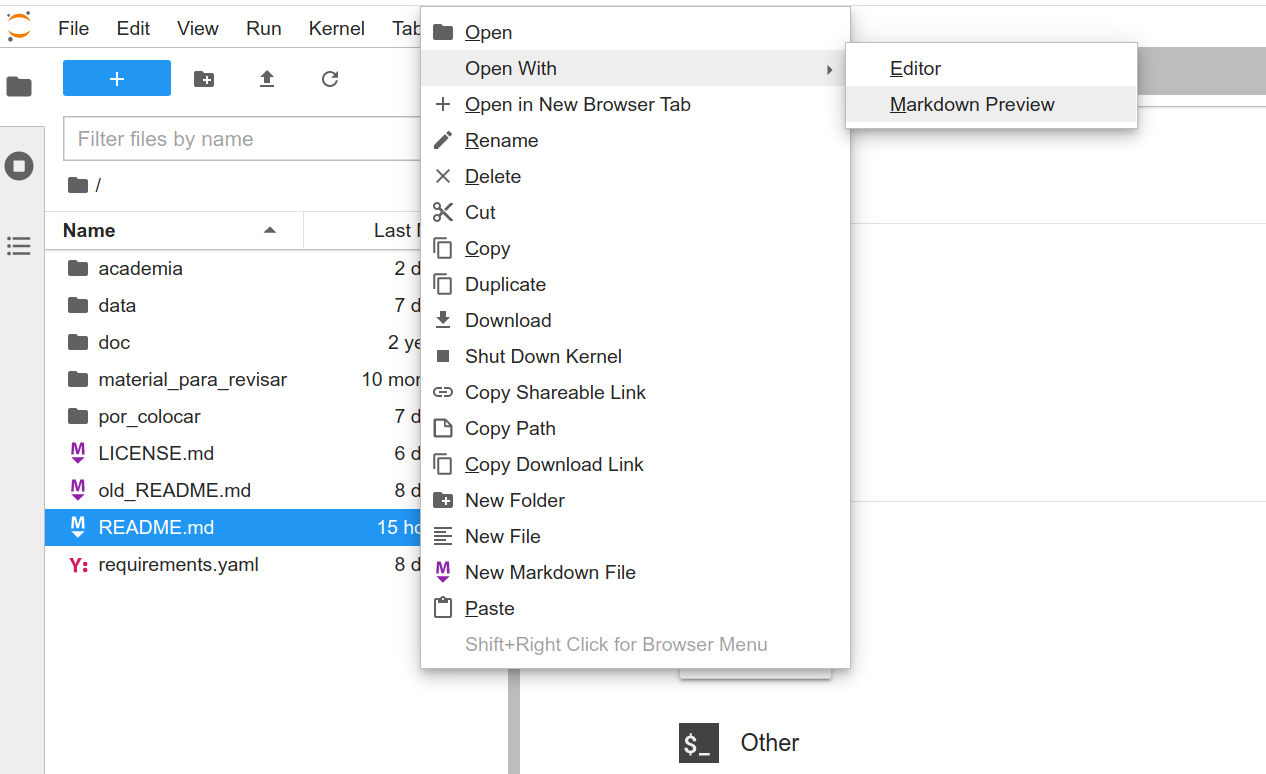 File Edit View Run Kernel Tab
Filter files by name
/
Name Last M
academia 2 d
data 7 d
doc 2 ye
material_para_revisar 10 mon
por_colocar 7 d
LICENSE.md 6 d
old_README.md 8 d
README.md 15 ho
requirements.yaml 8 d
Open
Open With
Open in New Browser Tab
Rename
Delete
Cut
Copy
Duplicate
Download
Shut Down Kernel
Copy Shareable Link
Copy Path
Copy Download Link
New Folder
New File
New Markdown File
Paste
Shift+Right Click for Browser Menu
Editor
Markdown Preview
$_ Other